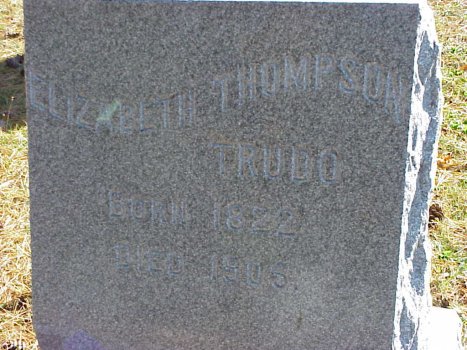 ELIZABETH THOMPSON
TRUDO
BORN 1822
DIED 1905.